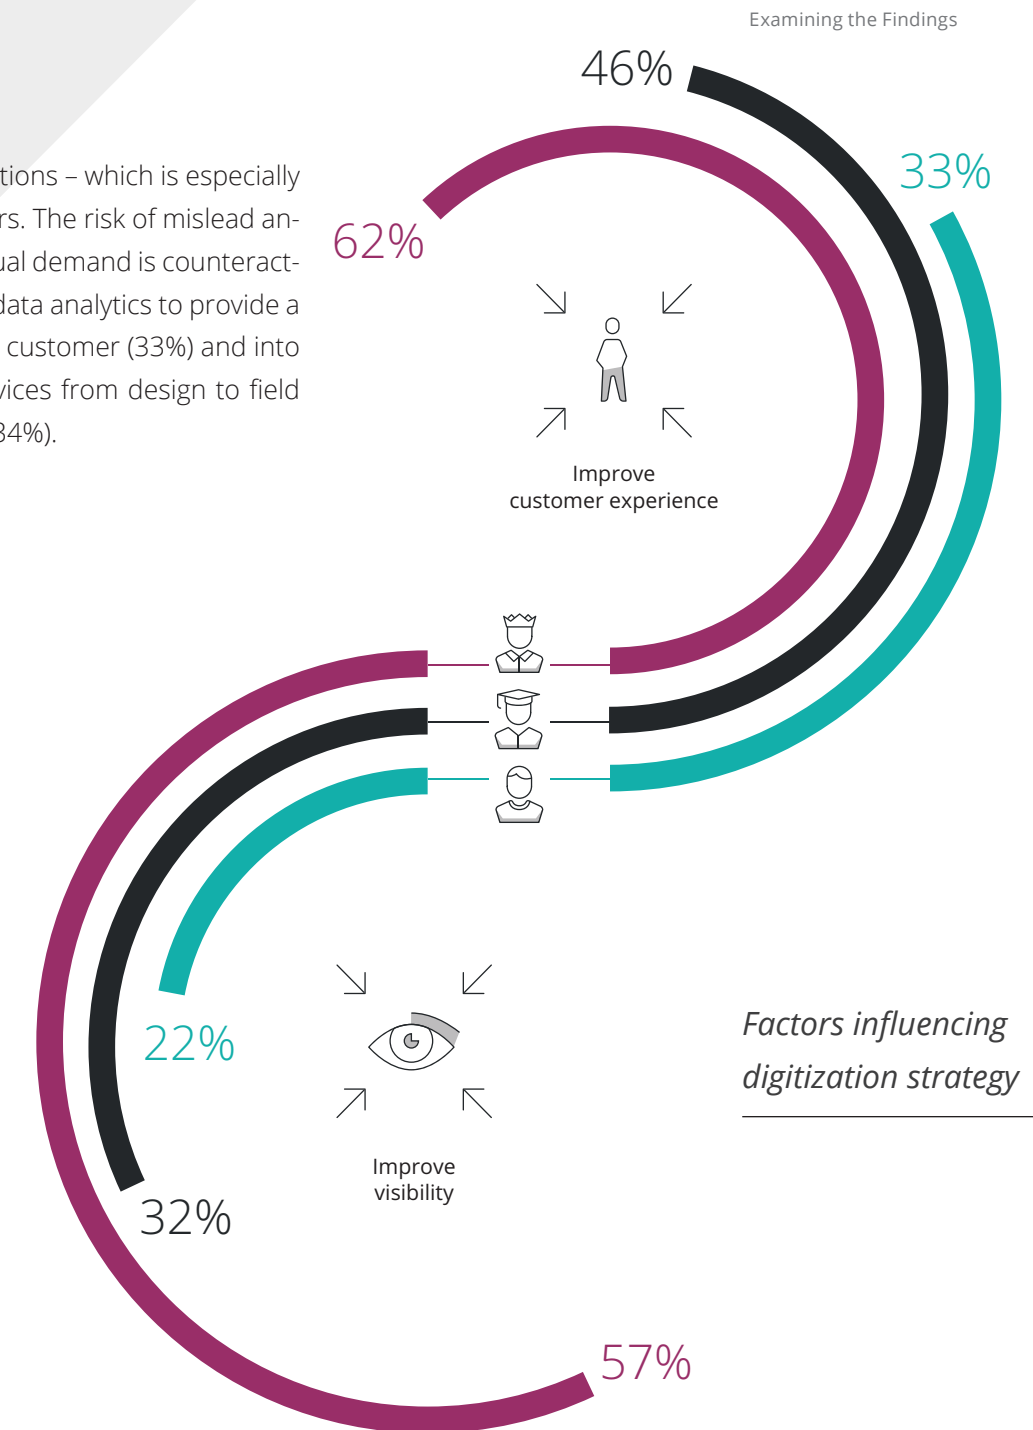 Examining the Findings
46%
33%
62%
tions – which is especially
rs. The risk of mislead an-
ual demand is counteract-
data analytics to provide a
customer (33%) and into
vices from design to field
34%).
Improve
customer experience
22%
Factors influencing
digitization strategy
Improve
visibility
32%
57%